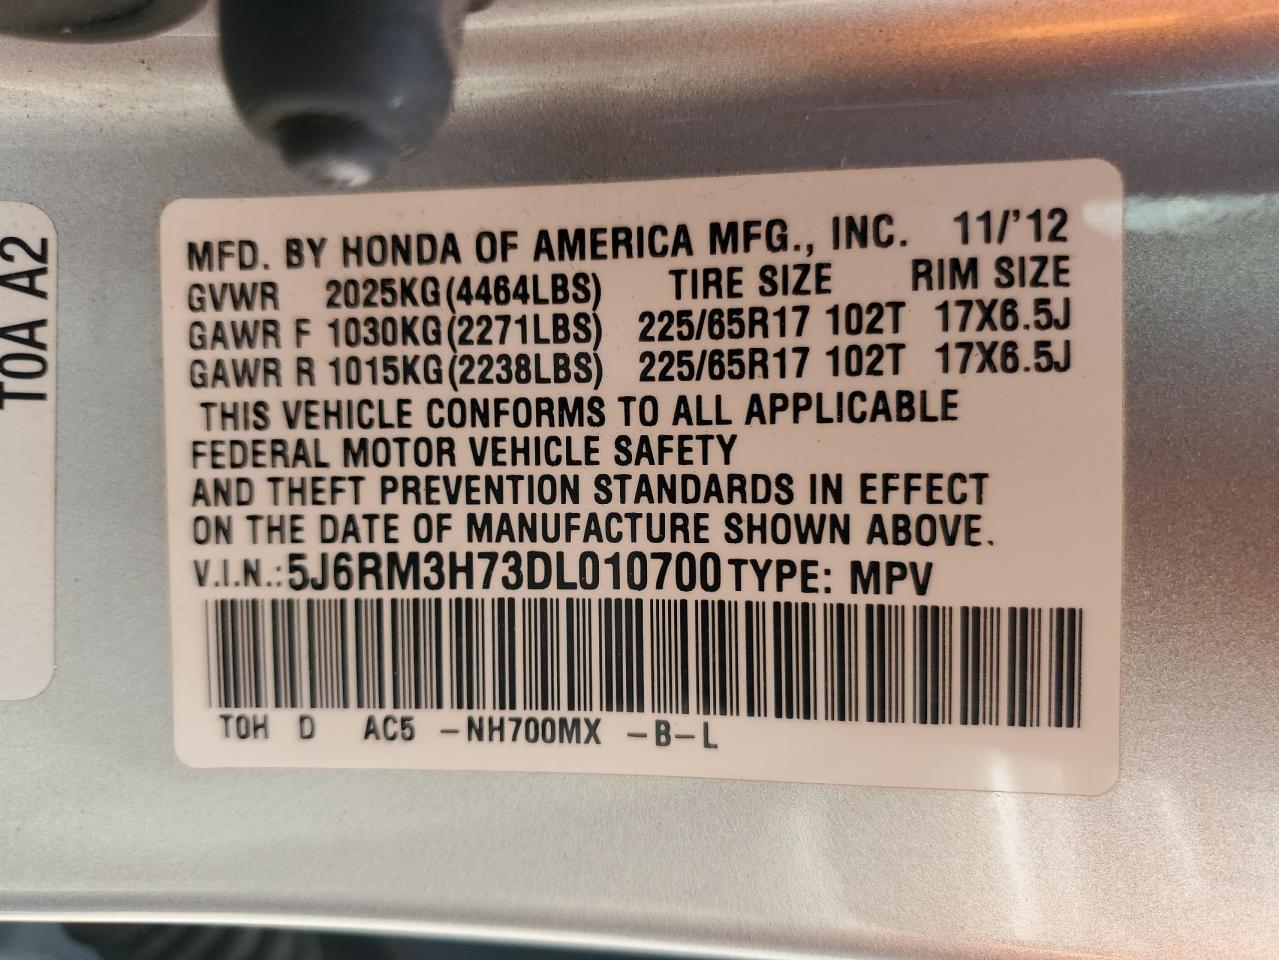 MFD. BY HONDA OF AMERICA MFG., INC. 11/'12
GVWR 2025KG(4464LBS) TIRE SIZE RIM SIZE
GAWR F 1030KG(2271LBS) 225/65R17 102T 17X6.5J
GAWR R 1015KG(2238LBS) 225/65R17 102T 17X6.5J
THIS VEHICLE CONFORMS TO ALL APPLICABLE
FEDERAL MOTOR VEHICLE SAFETY
AND THEFT PREVENTION STANDARDS IN EFFECT
ON THE DATE OF MANUFACTURE SHOWN ABOVE.
V.I.N.:5J6RM3H73DL010700 TYPE: MPV
TOH D AC5 -NH700MX -B-L
TOA A2